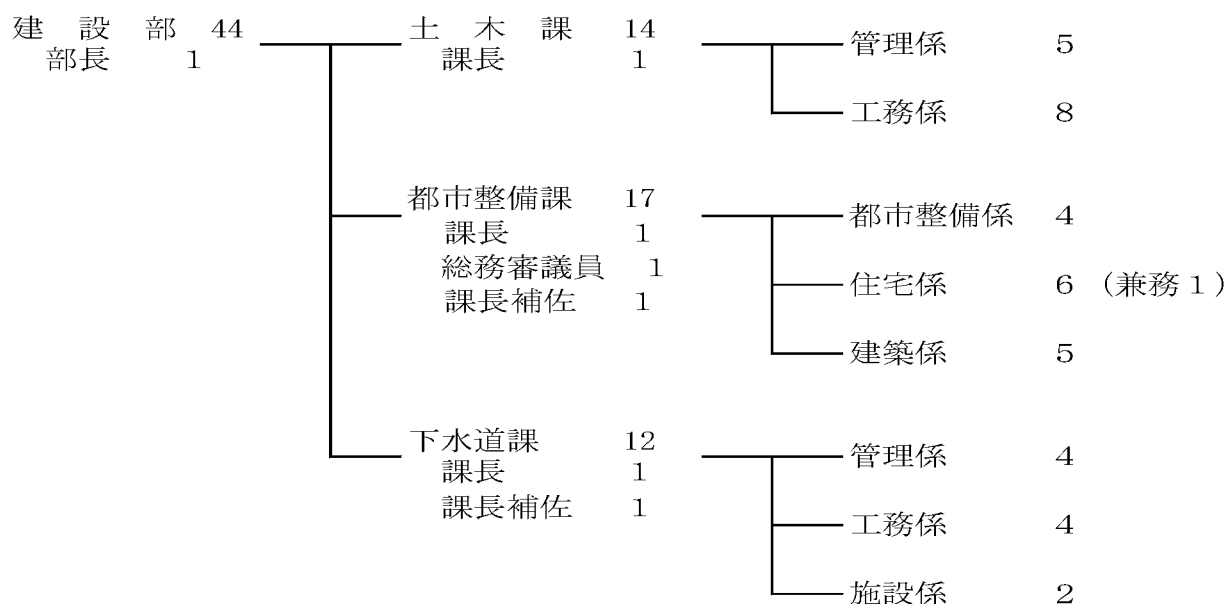 建 設 部 44
部長 1
土 木 課 14
課長 1
管理係 5
工務係 8
都市整備課 17
課長 1
総務審議員 1
課長補佐 1
都市整備係 4
住宅係 6 (兼務1)
建築係 5
下水道課 12
課長 1
課長補佐 1
管理係 4
工務係 4
施設係 2